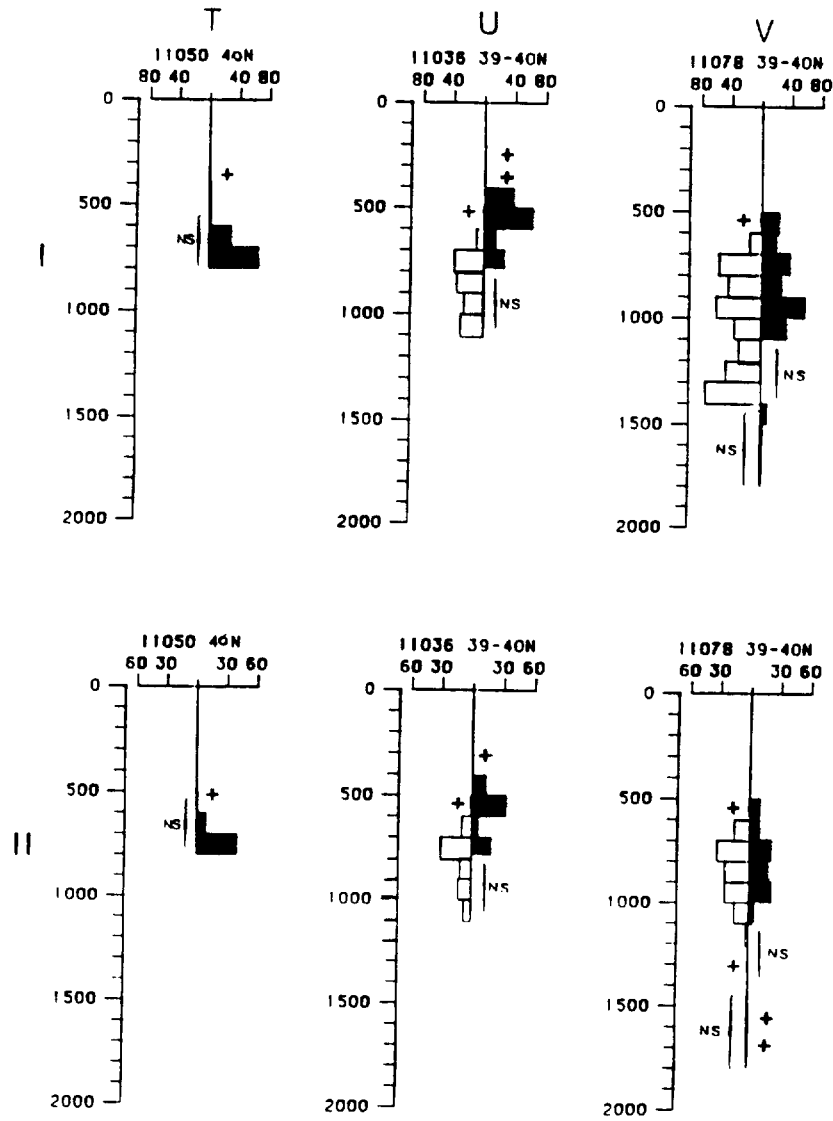 T U V
11050 40N 11036 39-40N 11078 39-40N
80 40 40 80 80 40 40 80 80 40 40 80
0 0 0
+ + +
500 + 500 + 500
NS
I
1000 1000 NS 1000
NS
1500 1500 1500
NS
2000 2000 2000
11050 40N 11036 39-40N 11078 39-40N
60 30 30 60 60 30 30 60 60 30 30 60
0 0 0
+
500 + 500 + 500 +
NS
II
1000 1000 NS 1000
NS
+
1500 1500 1500 +
NS +
2000 2000 2000